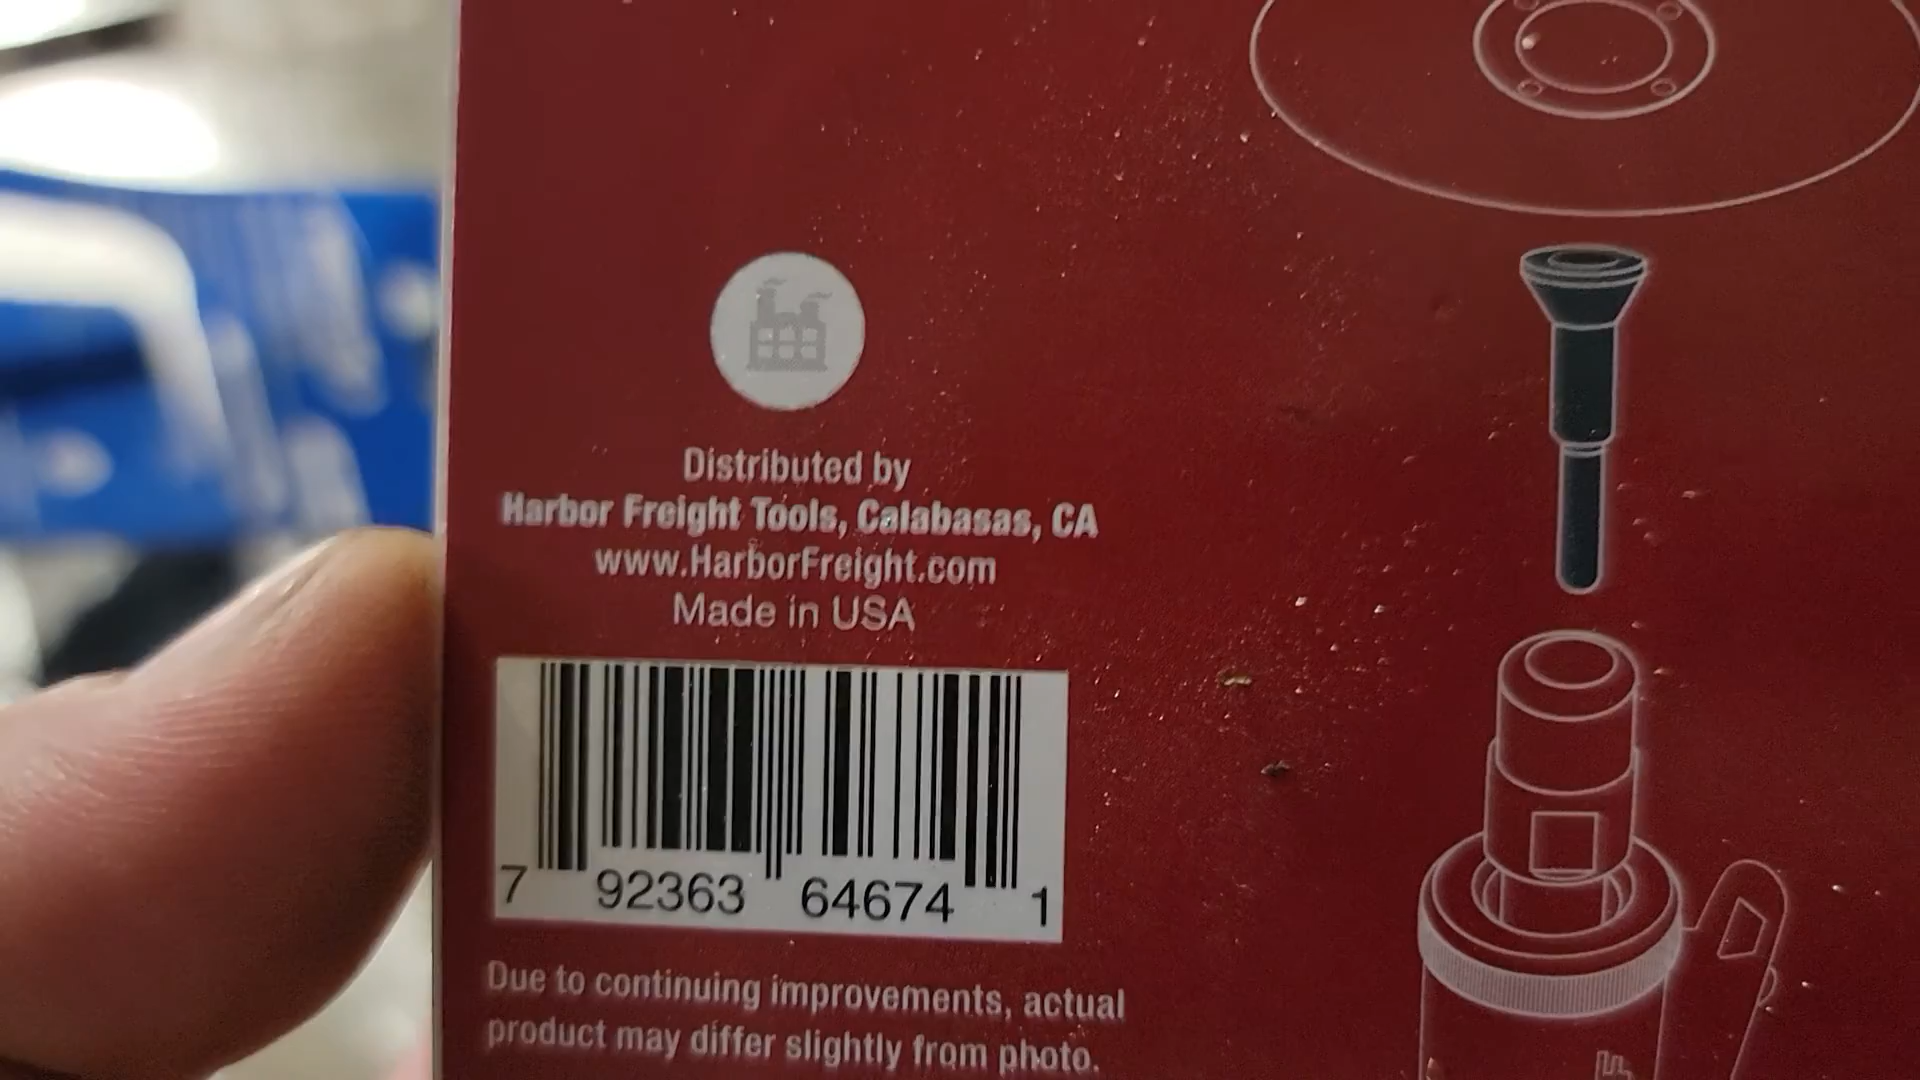 Distributed by
Harbor Freight Tools, Calabasas, CA
www.HarborFreight.com
Made in USA
7 92363 64674 1
Due to continuing improvements, actual
product may differ slightly from photo.